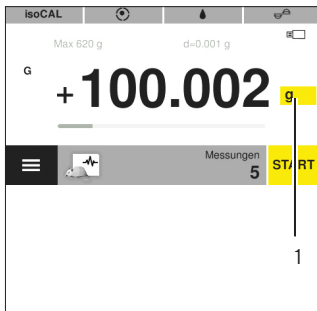 isoCAL
Max 620 g d=0.001 g
G
+100.002 g
Messungen
5
START
1